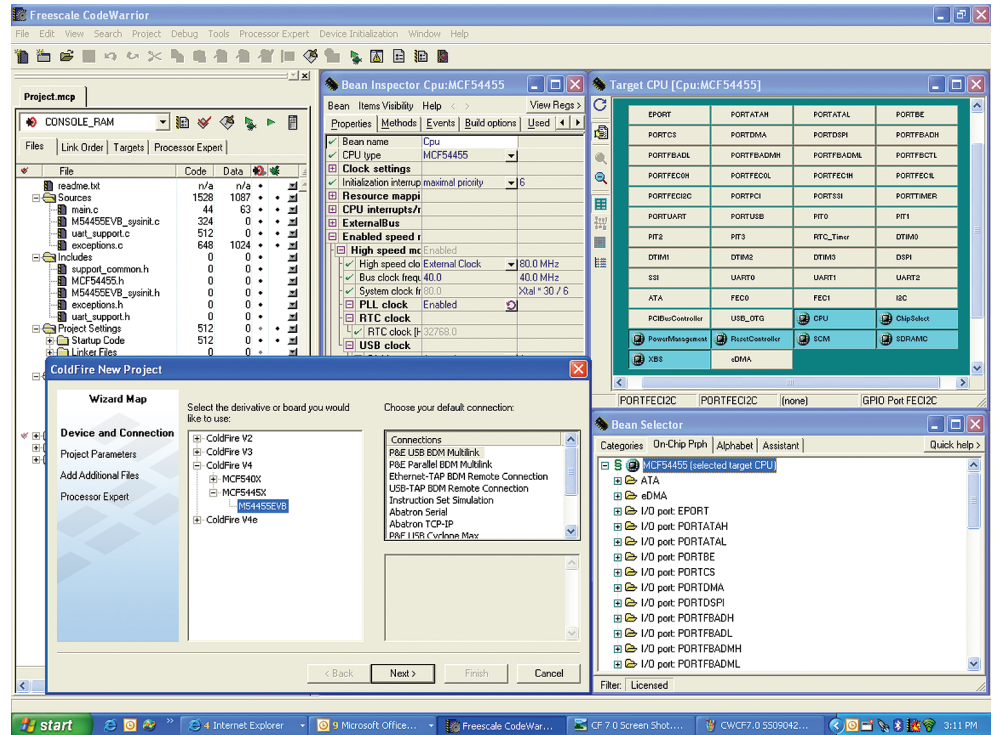 Freescale CodeWarrior
File Edit View Search Project Debug Tools Processor Expert Device Initialization Window Help
Project.mcp
CONSOLE_RAM
Files Link Order Targets Processor Expert
File Code Data
readme.txt n/a n/a
Sources 1528 1087
main.c 44 63
M54455EVB_sysinit.c 324 0
uart_support.c 512 0
exceptions.c 648 1024
Includes 0 0
support_common.h 0 0
MCF54455.h 0 0
M54455EVB_sysinit.h 0 0
exceptions.h 0 0
uart_support.h 0 0
Project Settings 512 0
Startup Code 512 0
Linker Files 0 0
Bean Inspector Cpu:MCF54455
Bean Items Visibility Help < > View Regs >
Properties Methods Events Build options Used
Bean name Cpu
CPU type MCF54455
Clock settings
Initialization interrup maximal priority 6
Resource mappi
CPU interrupts/r
ExternalBus
Enabled speed r
High speed mo Enabled
High speed clo External Clock 80.0 MHz
Bus clock frequ 40.0 40.0 MHz
System clock fr 80.0 Xtal * 30 / 6
PLL clock Enabled
RTC clock
RTC clock [H 32768.0
USB clock
Target CPU [Cpu:MCF54455]
EPORT PORTATAH PORTATAL PORTBE
PORTCS PORTDMA PORTDSPI PORTFBADH
PORTFBADL PORTFBADMH PORTFBADML PORTFBCTL
PORTFEC0H PORTFEC0L PORTFEC1H PORTFEC1L
PORTFECI2C PORTPCI PORTSSI PORTTIMER
PORTUART PORTUSB PIT0 PIT1
PIT2 PIT3 RTC_Timer DTIM0
DTIM1 DTIM2 DTIM3 DSPI
SSI UART0 UART1 UART2
ATA FEC0 FEC1 I2C
PCIBusController USB_OTG CPU ChipSelect
PowerManagement ResetController SCM SDRAMC
XBS eDMA
PORTFECI2C PORTFECI2C (none) GPIO Port FECI2C
ColdFire New Project
Wizard Map
Device and Connection
Project Parameters
Add Additional Files
Processor Expert
Select the derivative or board you would
like to use:
ColdFire V2
ColdFire V3
ColdFire V4
MCF540X
MCF5445X
M54455EVB
ColdFire V4e
Choose your default connection:
Connections
P&E USB BDM Multilink
P&E Parallel BDM Multilink
Ethernet-TAP BDM Remote Connection
USB-TAP BDM Remote Connection
Instruction Set Simulation
Abatron Serial
Abatron TCP-IP
P&E USB Cyclone Max
< Back Next > Finish Cancel
Bean Selector
Categories On-Chip Prph Alphabet Assistant Quick help >
MCF54455 (selected target CPU)
ATA
eDMA
I/O port: EPORT
I/O port: PORTATAH
I/O port: PORTATAL
I/O port: PORTBE
I/O port: PORTCS
I/O port: PORTDMA
I/O port: PORTDSPI
I/O port: PORTFBADH
I/O port: PORTFBADL
I/O port: PORTFBADMH
I/O port: PORTFBADML
Filter: Licensed
start 4 Internet Explorer 9 Microsoft Office... Freescale CodeWar... CF 7.0 Screen Shot.... CWCF7.0 SS09042... 3:11 PM